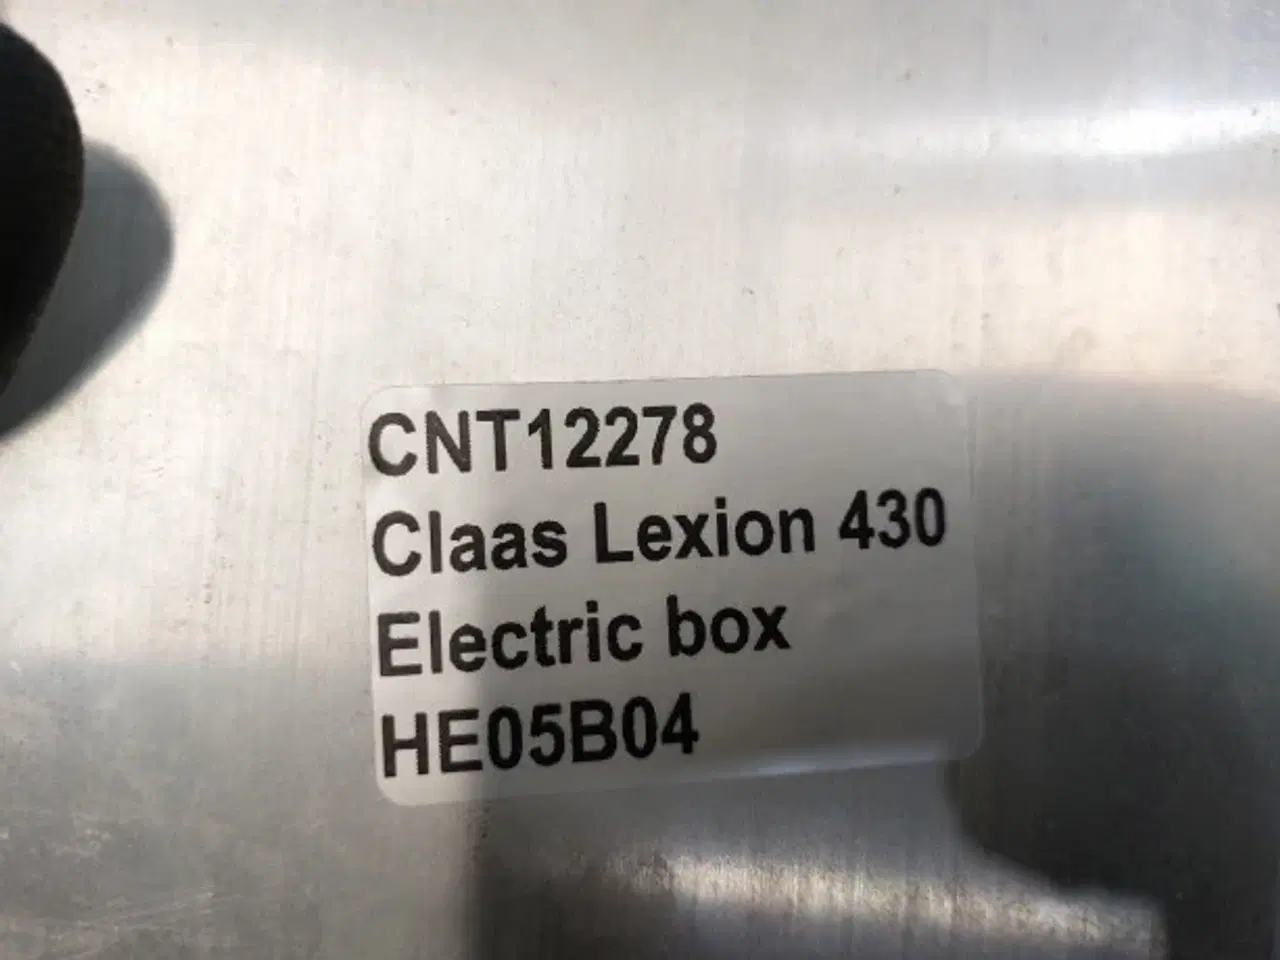 CNT12278
Claas Lexion 430
Electric box
HE05B04